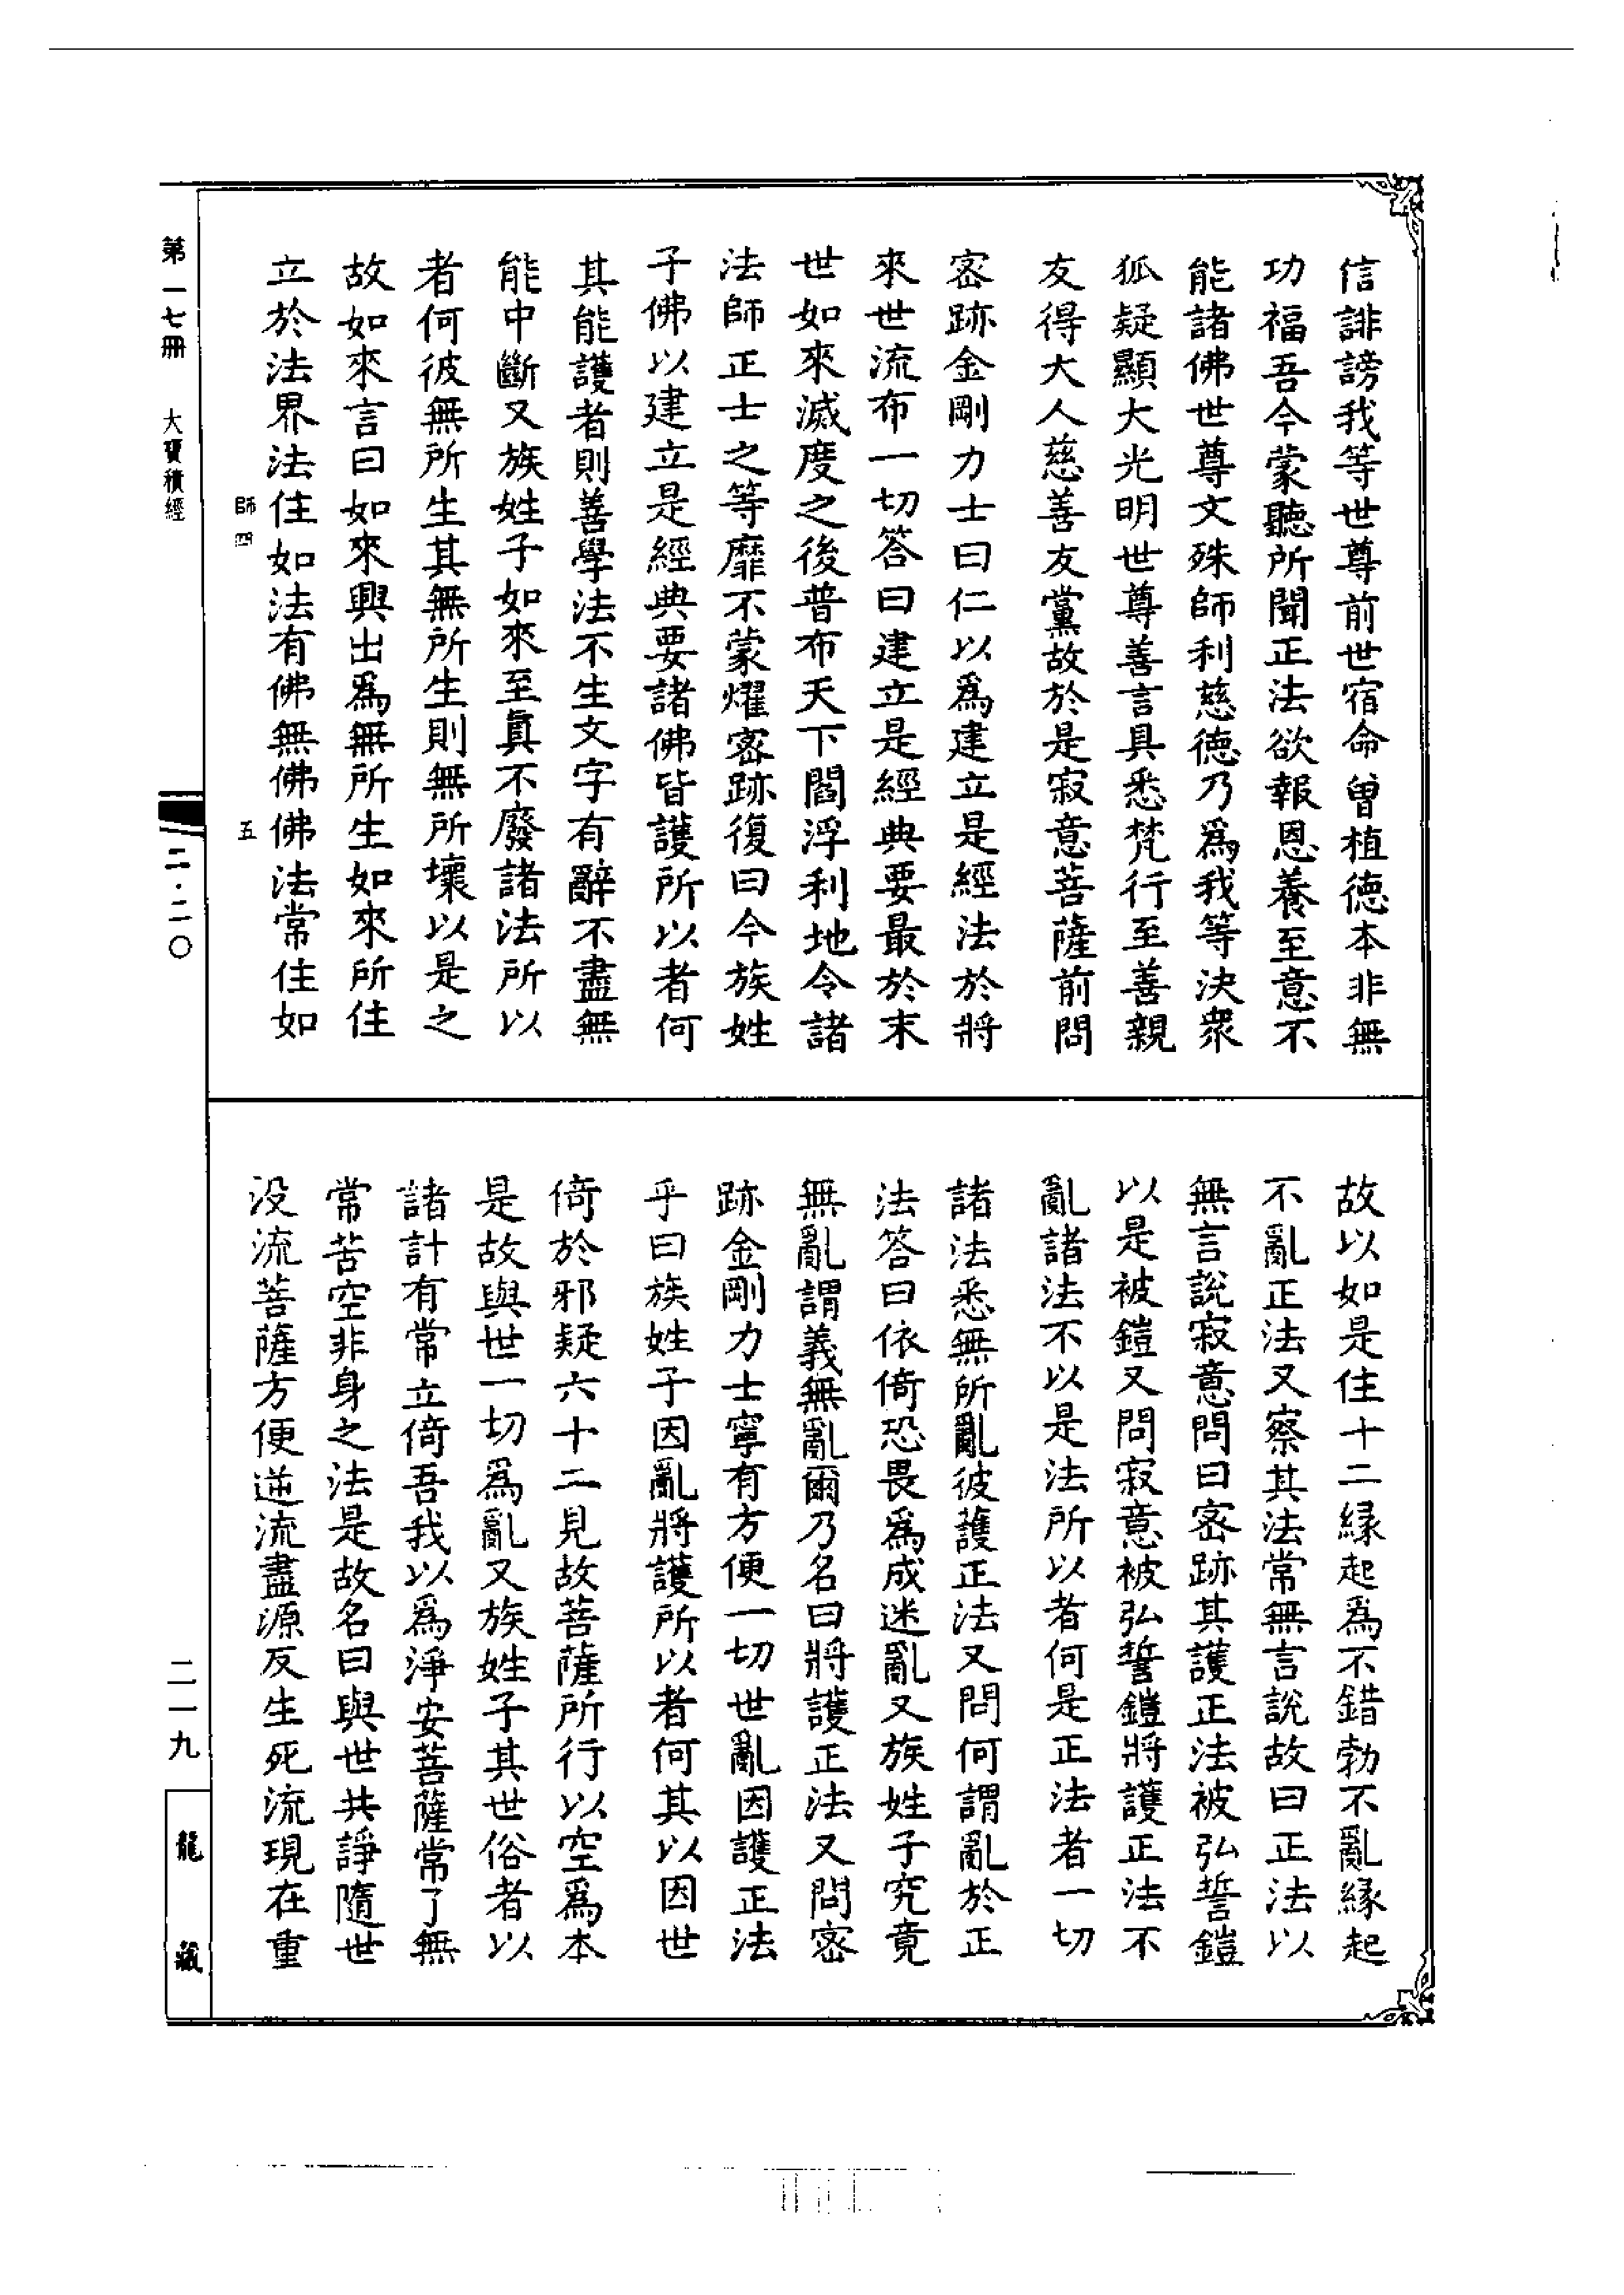 信誹謗我等世尊前世宿命曾植德本非無
功福吾今蒙聽所聞正法欲報恩養至意不
能諸佛世尊文殊師利慈德乃爲我等決衆
狐疑顯大光明世尊善言具悉梵行至善親
友得大人慈善友黨故於是寂意菩薩前問
密跡金剛力士曰仁以爲建立是經法於將
來世流布一切答曰建立是經典要最於末
世如來滅度之後普布天下閻浮利地令諸
法師正士之等靡不蒙燿密跡復曰今族姓
子佛以建立是經典要諸佛皆護所以者何
其能護者則善學法不生文字有辭不盡無
能中斷又族姓子如來至真不廢諸法所以
者何彼無所生其無所生則無所壞以是之
故如來言曰如來興出爲無所生如來所住
立於法界法住如法有佛無佛佛法常住如
師四
五
故以如是住十二緣起爲不錯勃不亂緣起
不亂正法又察其法常無言說故曰正法以
無言說寂意問曰密跡其護正法被弘誓鎧
以是被鎧又問寂意被弘誓鎧將護正法不
亂諸法不以是法所以者何是正法者一切
諸法悉無所亂彼護正法又問何謂亂於正
法答曰依倚恐畏爲成迷亂又族姓子究竟
無亂謂義無亂爾乃名曰將護正法又問密
跡金剛力士寧有方便一切世亂因護正法
乎曰族姓子因亂將護所以者何其以因世
倚於邪疑六十二見故菩薩所行以空爲本
是故與世一切爲亂又族姓子其世俗者以
諸計有常立倚吾我以爲淨安菩薩常了無
常苦空非身之法是故名曰與世共諍隨世
没流菩薩方便逆流盡源反生死流現在重
第一七冊 大寶積經
二·二〇
二一九
龍藏